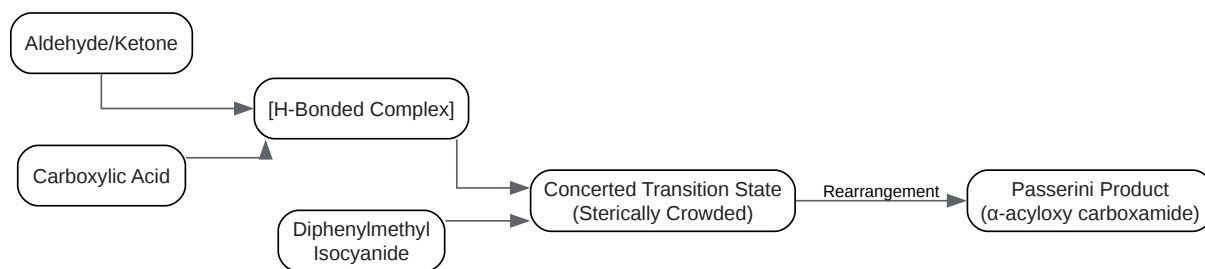 Aldehyde/Ketone
[H-Bonded Complex]
Carboxylic Acid
Diphenylmethyl
Isocyanide
Concerted Transition State
(Sterically Crowded)
Rearrangement
Passerini Product
(α-acyloxy carboxamide)